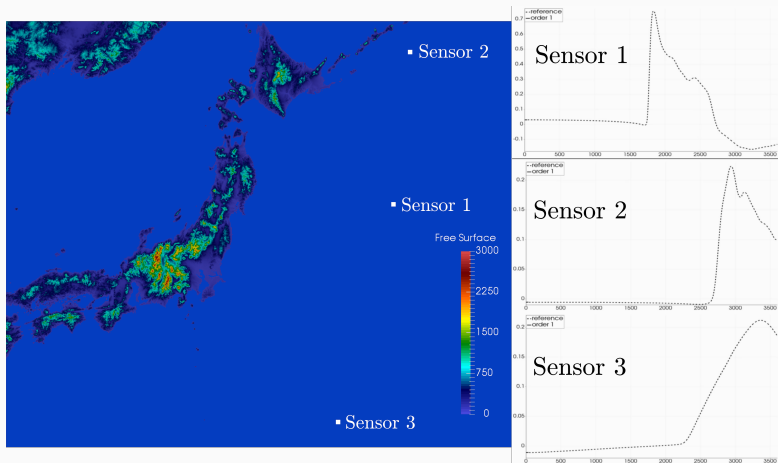 Sensor 2
Sensor 1
Free Surface
3000
2250
1500
750
0
Sensor 3
reference
order 1
Sensor 1
0.7
0.6
0.5
0.4
0.3
0.2
0.1
0
-0.1
0 500 1000 1500 2000 2500 3000 3500
reference
order 1
Sensor 2
0.2
0.15
0.1
0.05
0
0 500 1000 1500 2000 2500 3000 3500
reference
order 1
Sensor 3
0.2
0.15
0.1
0.05
0
0 500 1000 1500 2000 2500 3000 3500